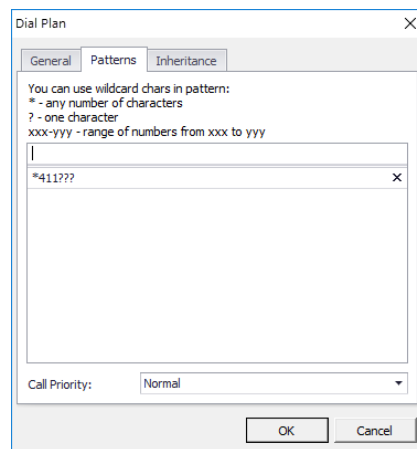 Dial Plan
General Patterns Inheritance
You can use wildcard chars in pattern:
* - any number of characters
? - one character
xxx-yyy - range of numbers from xxx to yyy
*411???
Call Priority: Normal
OK Cancel